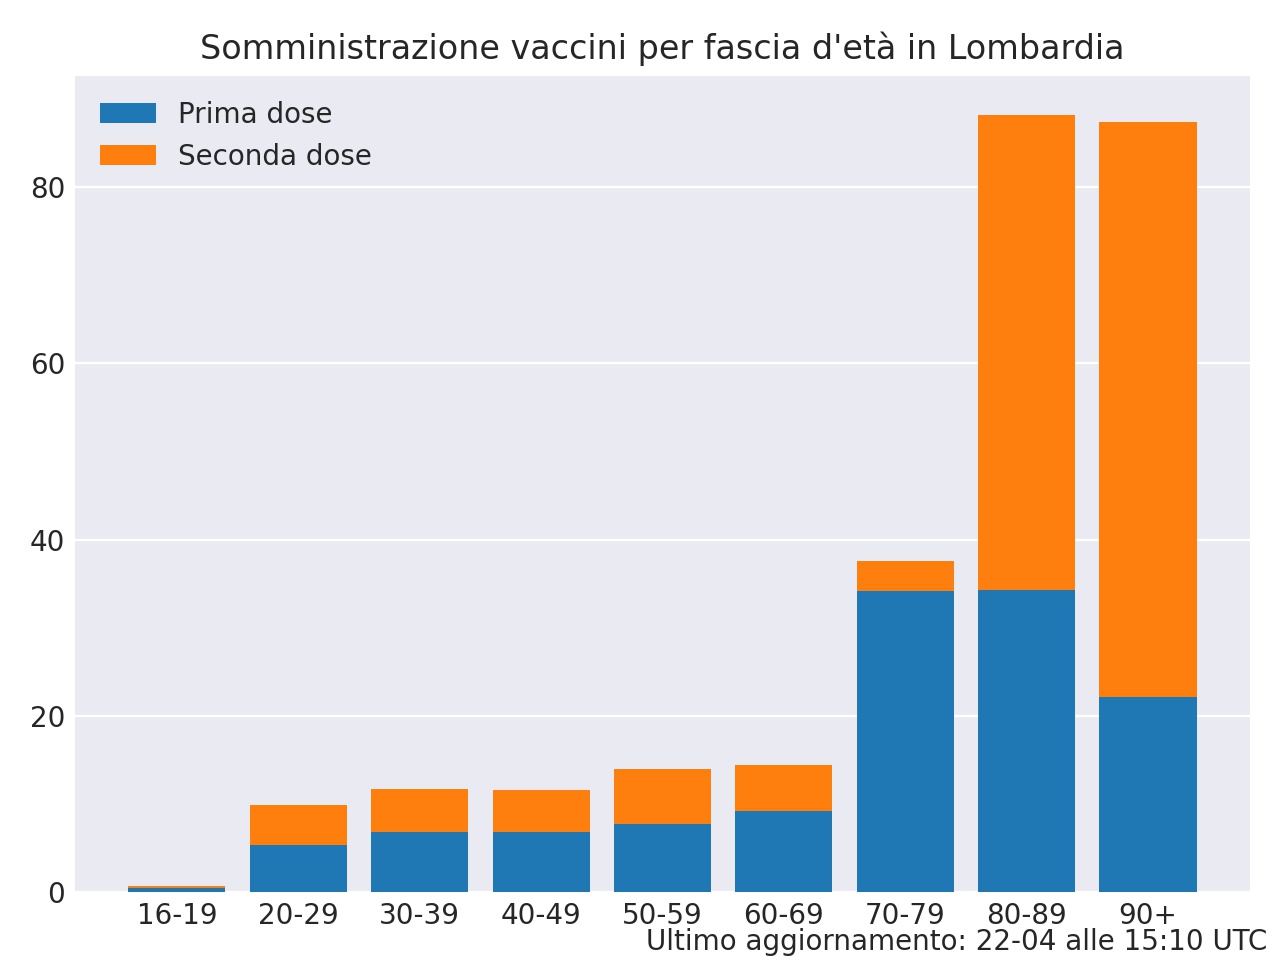 Somministrazione vaccini per fascia d'età in Lombardia
Prima dose
Seconda dose
80
60
40
20
0
16-19 20-29 30-39 40-49 50-59 60-69 70-79 80-89 90+
Ultimo aggiornamento: 22-04 alle 15:10 UTC